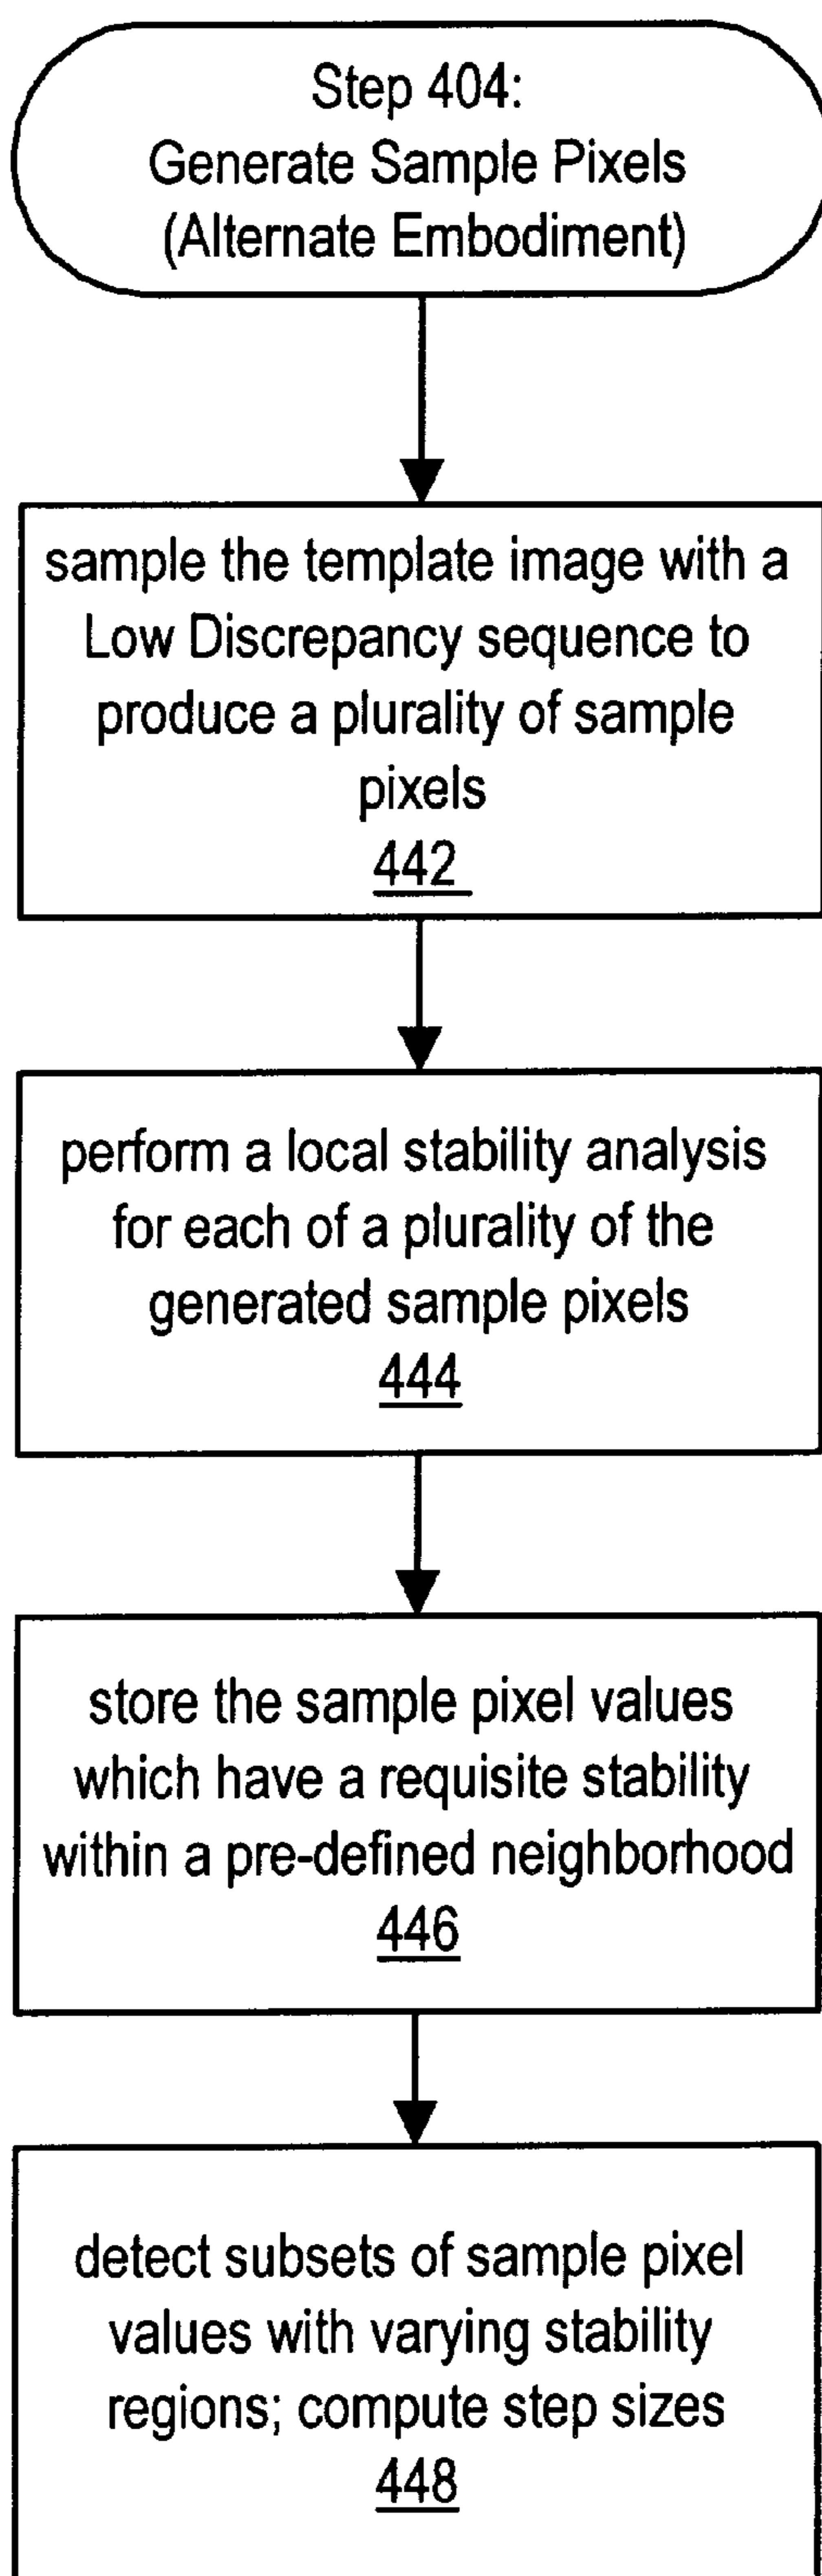 Step 404:
Generate Sample Pixels
(Alternate Embodiment)
sample the template image with a
Low Discrepancy sequence to
produce a plurality of sample
pixels
442
perform a local stability analysis
for each of a plurality of the
generated sample pixels
444
store the sample pixel values
which have a requisite stability
within a pre-defined neighborhood
446
detect subsets of sample pixel
values with varying stability
regions; compute step sizes
448